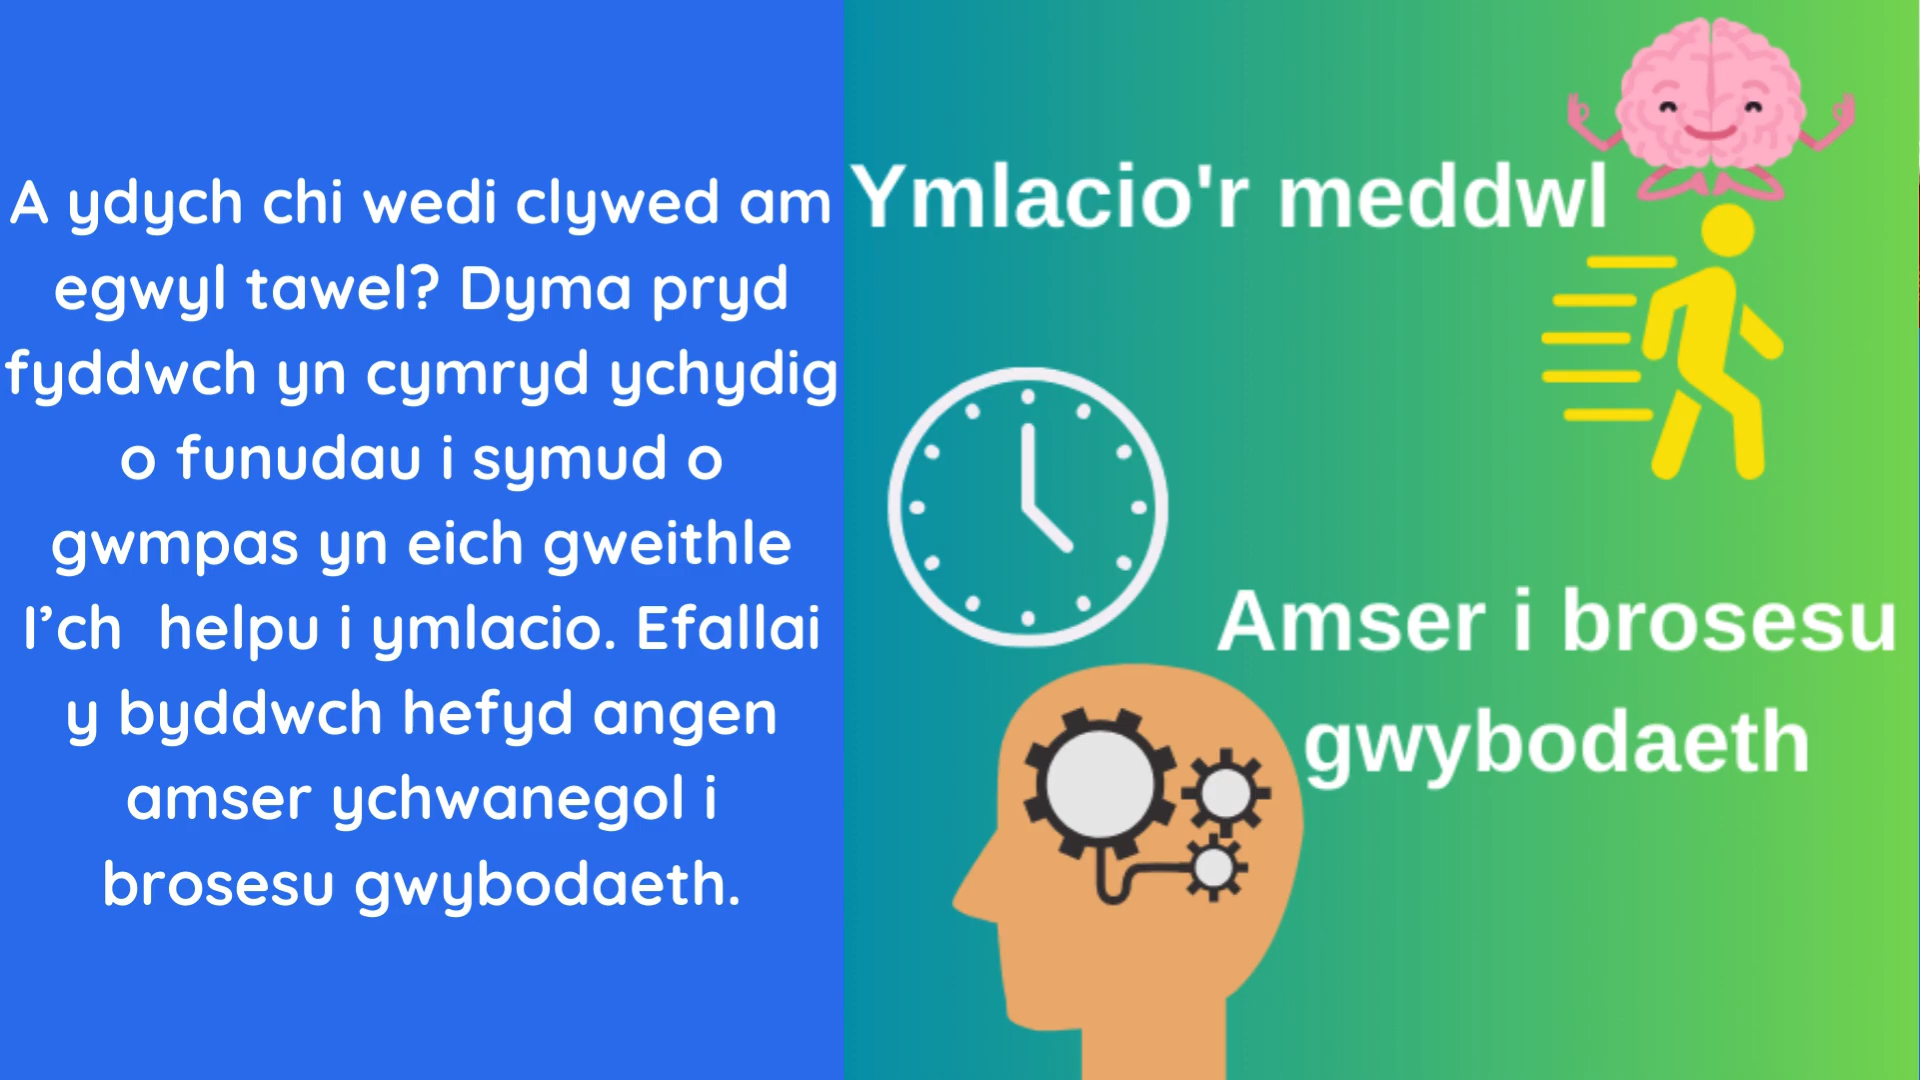 A ydych chi wedi clywed am
egwyl tawel? Dyma pryd
fyddwch yn cymryd ychydig
o funudau i symud o
gwmpas yn eich gweithle
I’ch  helpu i ymlacio. Efallai
y byddwch hefyd angen
amser ychwanegol i
brosesu gwybodaeth.
Ymlacio'r meddwl
Amser i brosesu
gwybodaeth